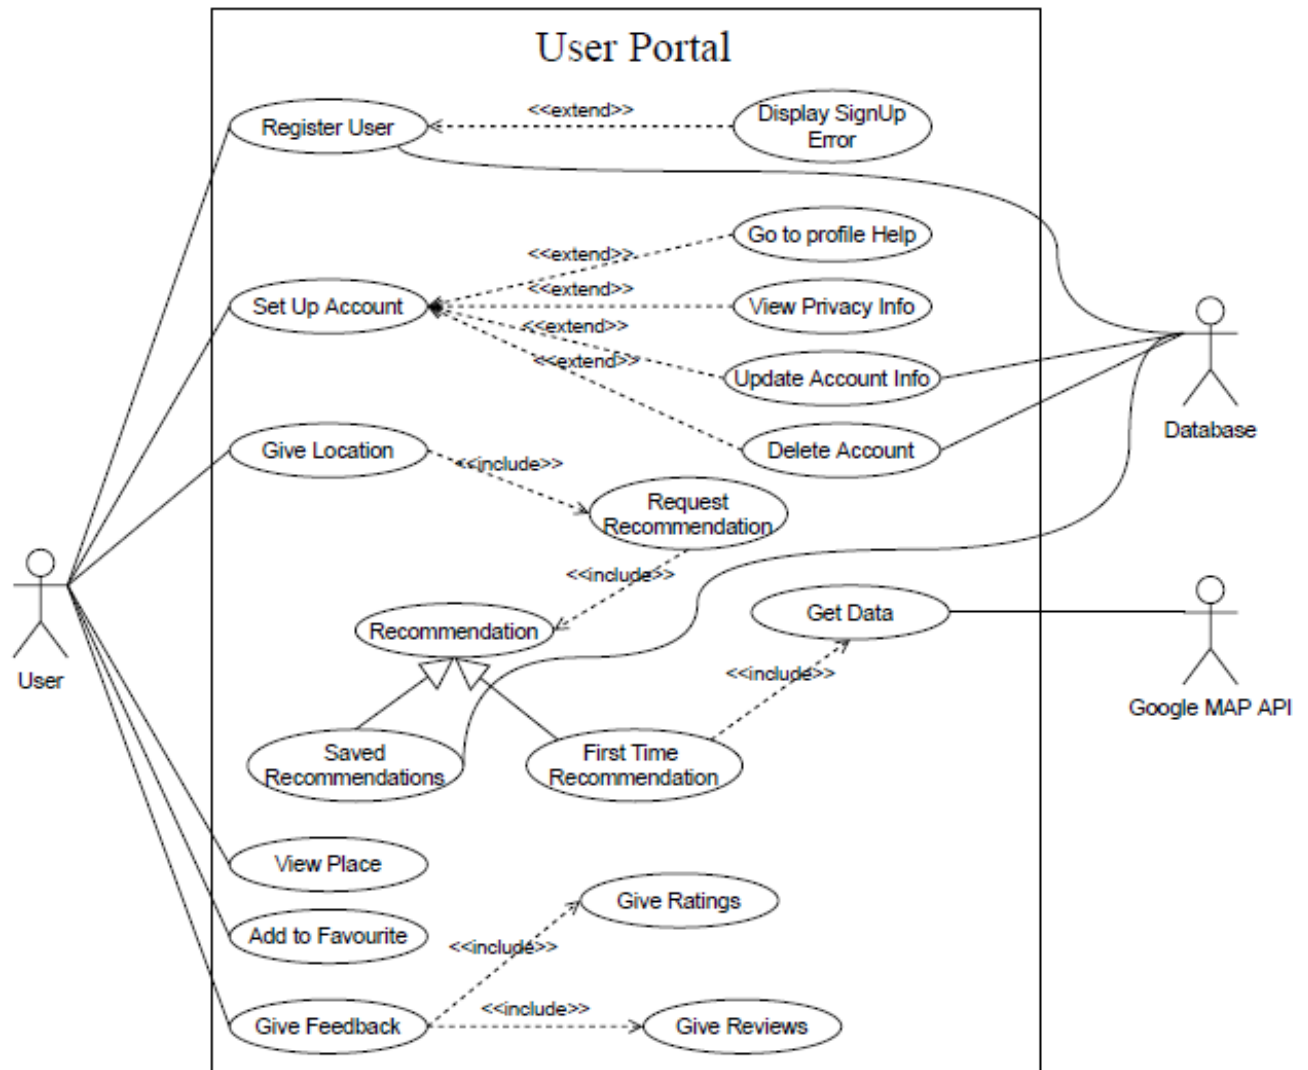 User Portal
Register User
<<extend>>
Display SignUp
Error
Go to profile Help
<<extend>>
Set Up Account
<<extend>>
View Privacy Info
<<extend>>
<<extend>>
Update Account Info
Delete Account
Database
Give Location
<<include>>
Request
Recommendation
<<include>>
Recommendation
Get Data
<<include>>
User
Google MAP API
Saved
Recommendations
First Time
Recommendation
View Place
Give Ratings
Add to Favourite
<<include>>
<<include>>
Give Feedback
Give Reviews